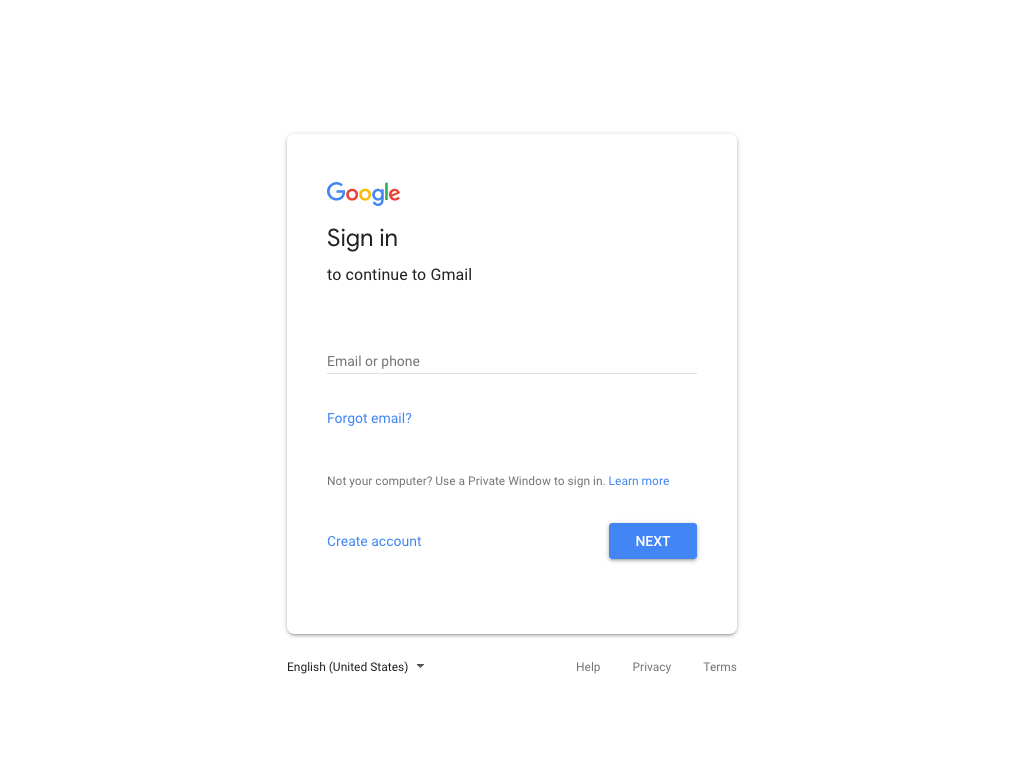 Google
Sign in
to continue to Gmail
Email or phone
Forgot email?
Not your computer? Use a Private Window to sign in. Learn more
Create account
NEXT
English (United States)
Help
Privacy
Terms